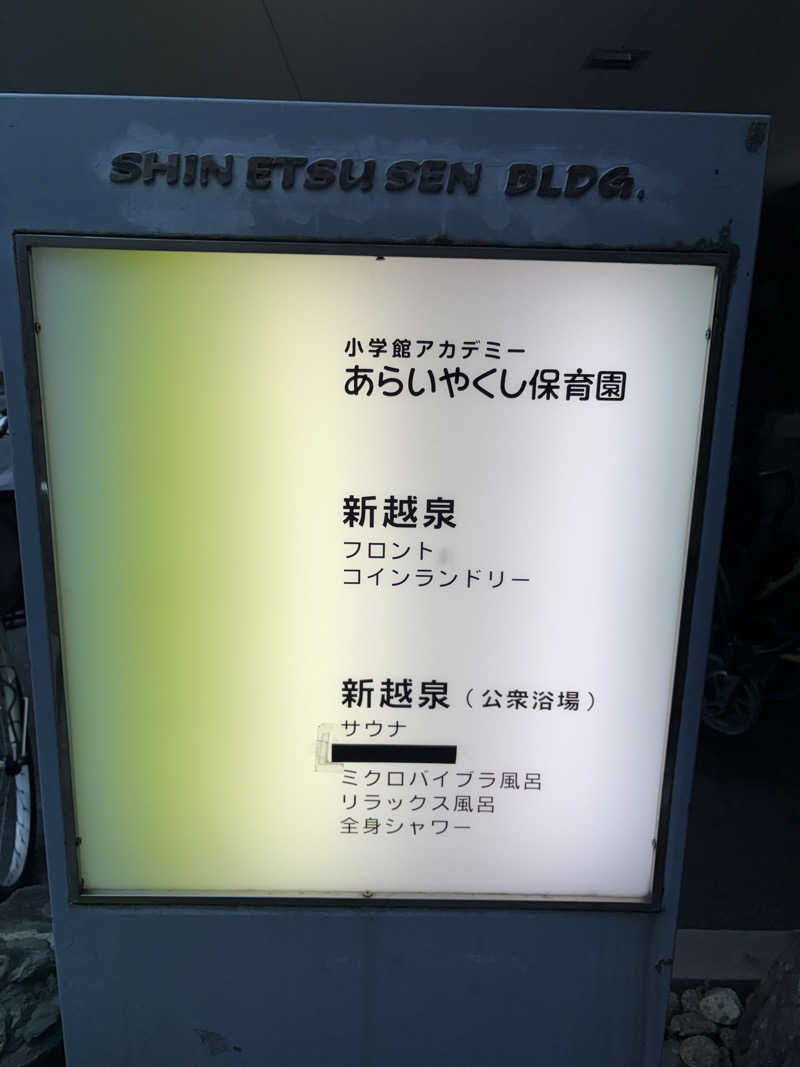 SHIN ETSU SEN BLDG.
小学館アカデミー
あらいやくし保育園
新越泉
フロント
コインランドリー
新越泉（公衆浴場）
サウナ
ミクロバイブラ風呂
リラックス風呂
全身シャワー